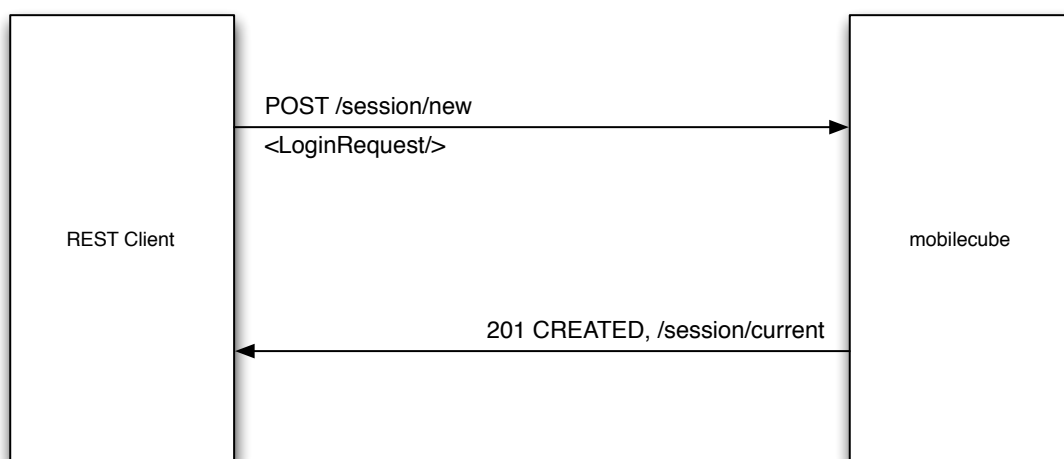 POST /session/new
<LoginRequest/>
REST Client
mobilecube
201 CREATED, /session/current